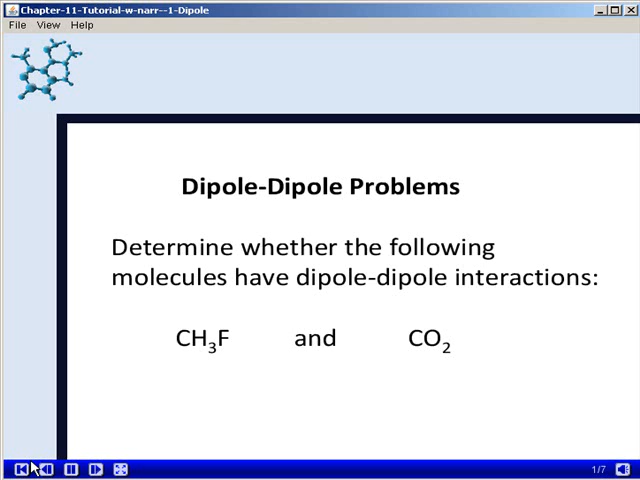 Chapter-11-Tutorial-w-narr--1-Dipole
File View Help
Dipole-Dipole Problems
Determine whether the following
molecules have dipole-dipole interactions:
CH₃F and CO₂
1/7